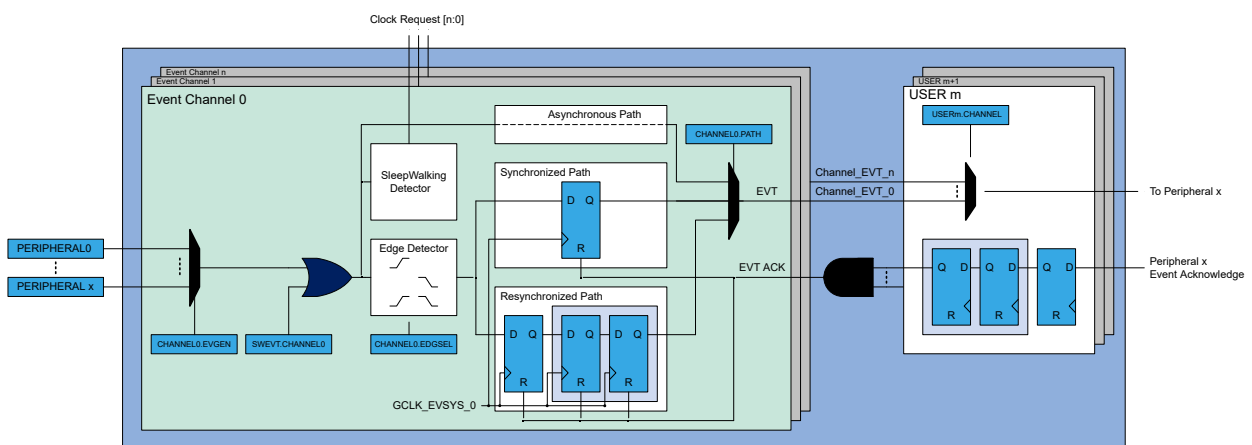 Clock Request [n:0]
Event Channel n
Event Channel 1
Event Channel 0
USER m+1
USER m
Asynchronous Path
CHANNEL0.PATH
USERm.CHANNEL
SleepWalking
Detector
Synchronized Path
D Q
R
EVT
Channel_EVT_n
Channel_EVT_0
To Peripheral x
PERIPHERAL0
PERIPHERAL x
Edge Detector
EVT ACK
Q D
R
Q D
R
Q D
R
Peripheral x
Event Acknowledge
Resynchronized Path
D Q
R
D Q
R
D Q
R
CHANNEL0.EVGEN
SWEVT.CHANNEL0
CHANNEL0.EDGSEL
GCLK_EVSYS_0